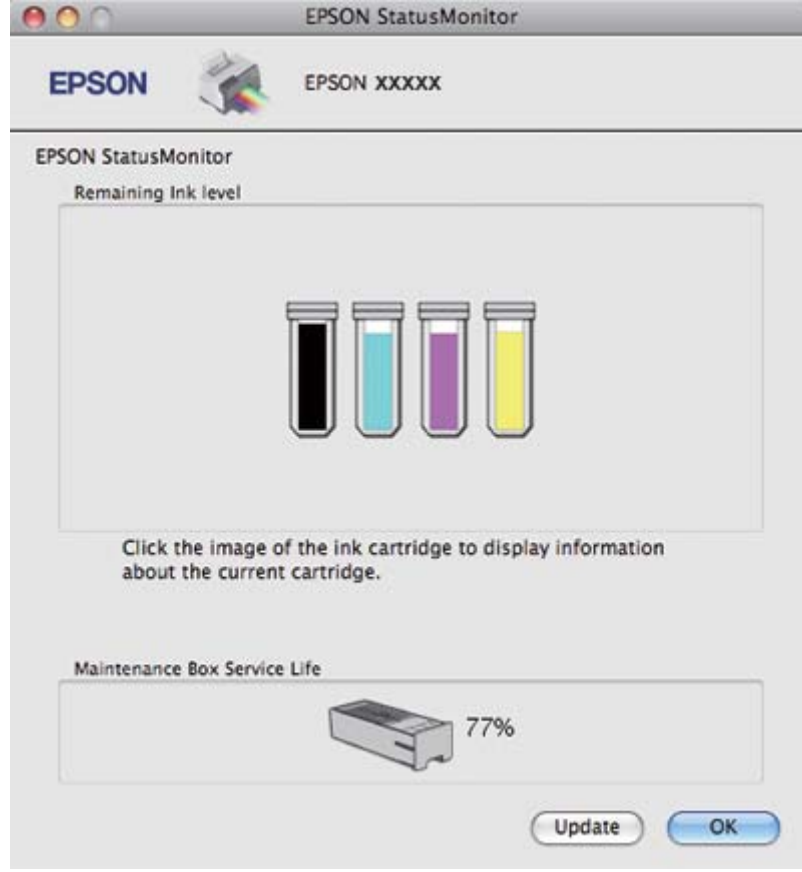 EPSON StatusMonitor
EPSON
EPSON XXXXX
EPSON StatusMonitor
Remaining Ink level
Click the image of the ink cartridge to display information
about the current cartridge.
Maintenance Box Service Life
77%
Update
OK